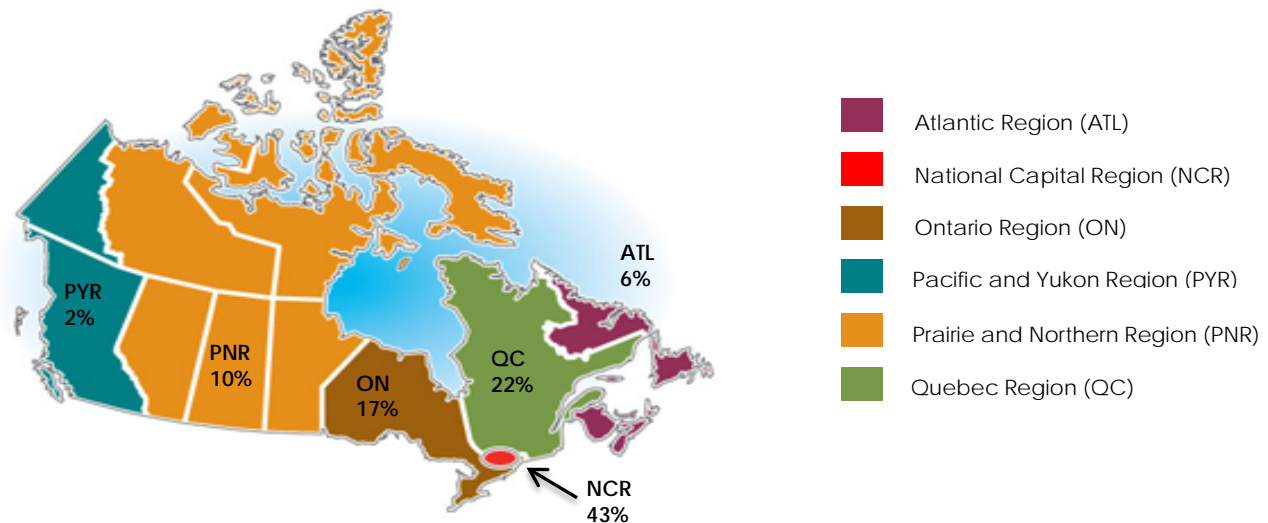 ATL
6%
PYR
2%
PNR
10%
ON
17%
QC
22%
NCR
43%
Atlantic Region (ATL)
National Capital Region (NCR)
Ontario Region (ON)
Pacific and Yukon Region (PYR)
Prairie and Northern Region (PNR)
Quebec Region (QC)